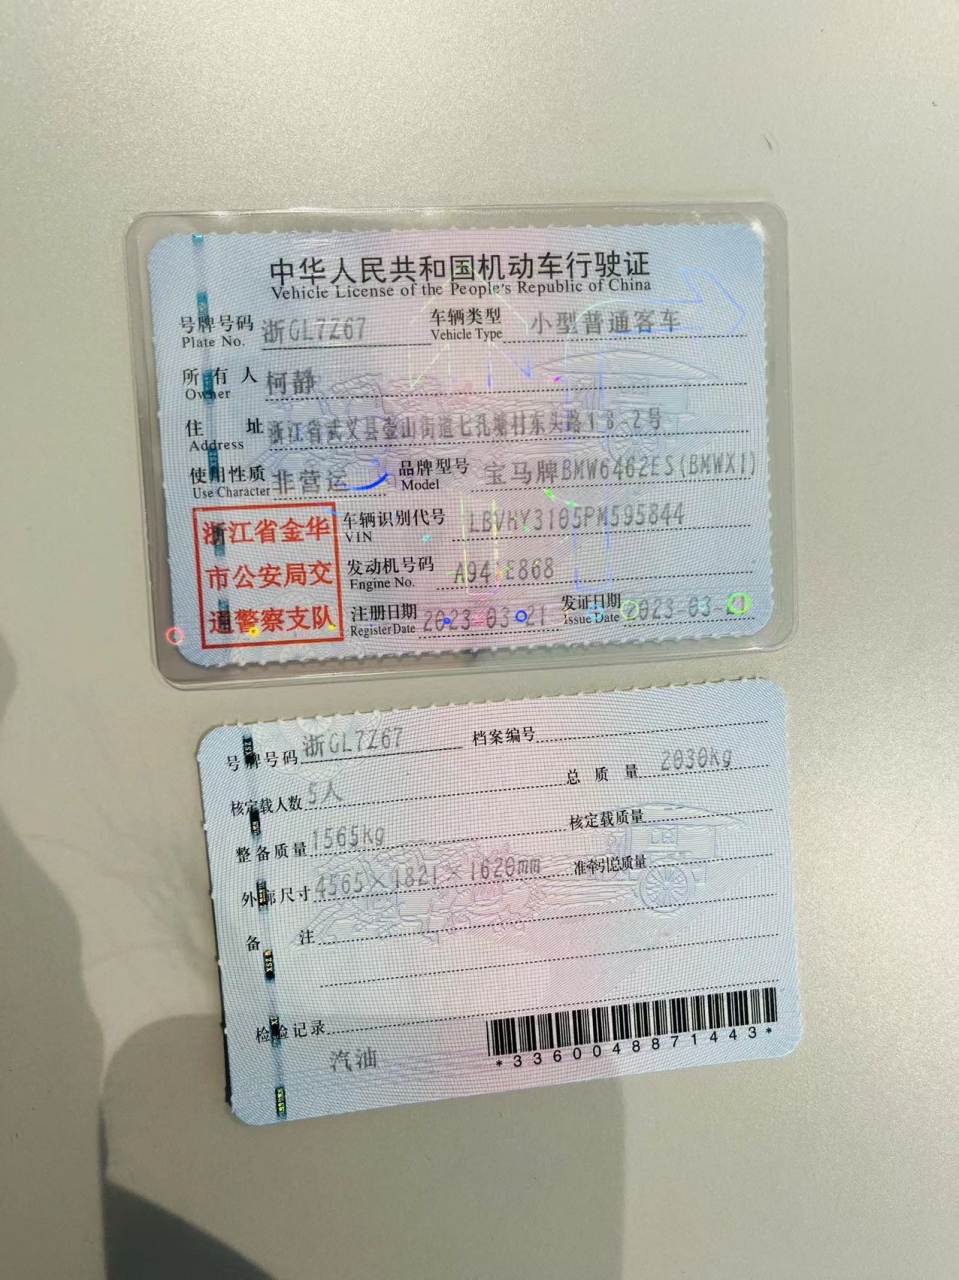 中华人民共和国机动车行驶证
Vehicle License of the People's Republic of China
号牌号码 浙GL7Z67 车辆类型 小型普通客车
Plate No. Vehicle Type
所有人 柯静
Owner
住址 浙江省武义县壶山街道七孔塘村东头路18-2号
Address
使用性质 非营运 品牌型号 宝马牌BMW6462ES(BMWX1)
Use Character Model
浙江省金华
市公安局交
通警察支队
车辆识别代号 LBVHY3105PM595844
VIN
发动机号码
Engine No.
注册日期 2023-03-21 发证日期 2023-03-21
Register Date Issue Date
号牌号码 浙GL7Z67 档案编号
核定载人数 5人 总质量 2030kg
整备质量 1565kg 核定载质量
外廓尺寸 4565×1821×1620mm 准牵引总质量
备注
检验记录
汽油
*3360048871443*